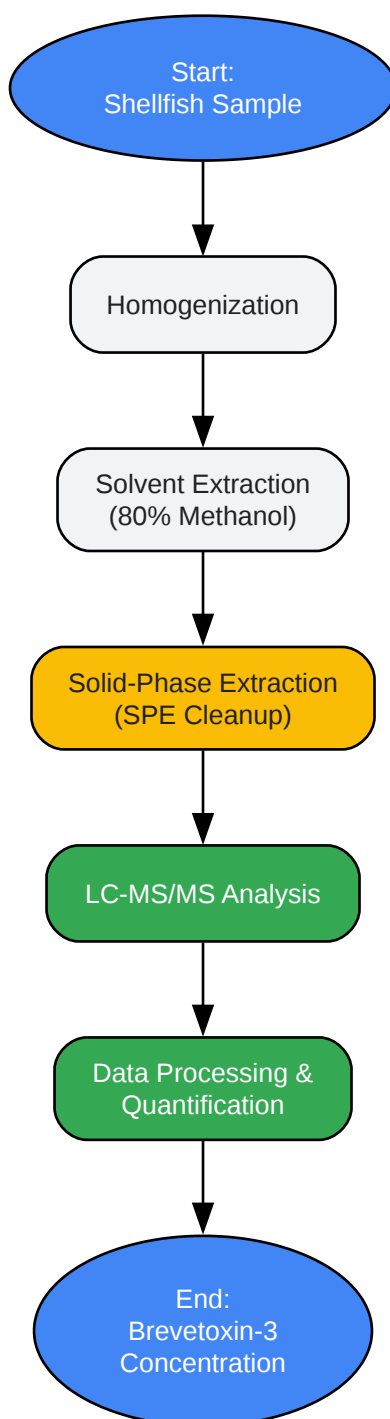 Start:
Shellfish Sample
Homogenization
Solvent Extraction
(80% Methanol)
Solid-Phase Extraction
(SPE Cleanup)
LC-MS/MS Analysis
Data Processing &
Quantification
End:
Brevetoxin-3
Concentration